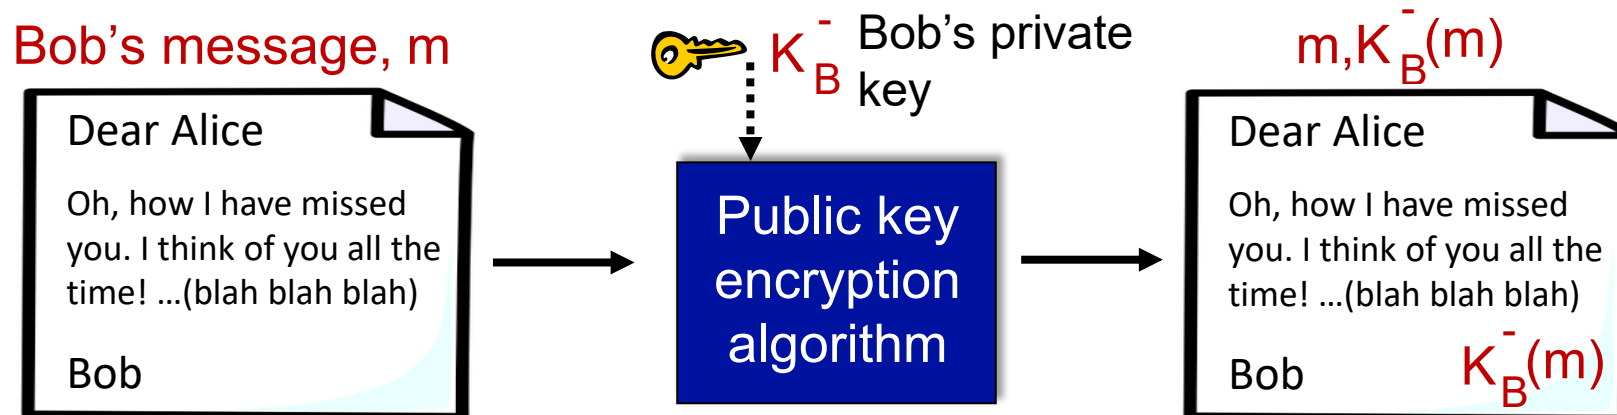 Bob's message, m
Dear Alice
Oh, how I have missed
you. I think of you all the
time! ...(blah blah blah)
Bob
K⁻B Bob's private
key
Public key
encryption
algorithm
m,K⁻B(m)
Dear Alice
Oh, how I have missed
you. I think of you all the
time! ...(blah blah blah)
Bob K⁻B(m)